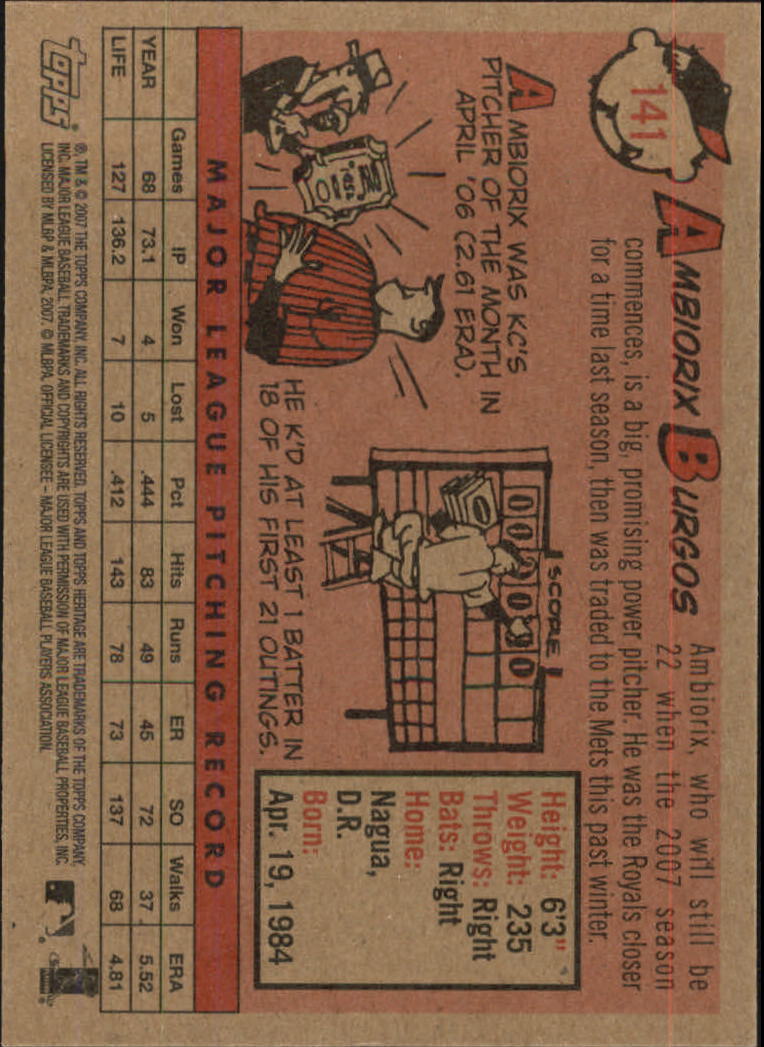 141
AMBIORIX BURGOS
Ambiorix, who will still be
22 when the 2007 season
commences, is a big, promising power pitcher. He was the Royals closer
for a time last season, then was traded to the Mets this past winter.
AMBIORIX WAS KC'S
PITCHER OF THE MONTH IN
APRIL '06 (2.61 ERA).
SCORE
HE K'D AT LEAST 1 BATTER IN
18 OF HIS FIRST 21 OUTINGS.
Height: 6'3"
Weight: 235
Throws: Right
Bats: Right
Home:
Nagua,
D.R.
Born:
Apr. 19, 1984
MAJOR LEAGUE PITCHING RECORD
Games IP Won Lost Pct Hits Runs ER SO Walks ERA
YEAR 68 73.1 4 5 .444 83 49 45 72 37 5.52
LIFE 127 136.2 7 10 .412 143 78 73 137 68 4.81
topps
®, TM & © 2007 THE TOPPS COMPANY, INC. ALL RIGHTS RESERVED. TOPPS AND TOPPS HERITAGE ARE TRADEMARKS OF THE TOPPS COMPANY,
INC. MAJOR LEAGUE BASEBALL TRADEMARKS AND COPYRIGHTS ARE USED WITH PERMISSION OF MAJOR LEAGUE BASEBALL PROPERTIES, INC.
LICENSED BY MLBP & MLBPA, 2007. © MLBPA, OFFICIAL LICENSEE – MAJOR LEAGUE BASEBALL PLAYERS ASSOCIATION.